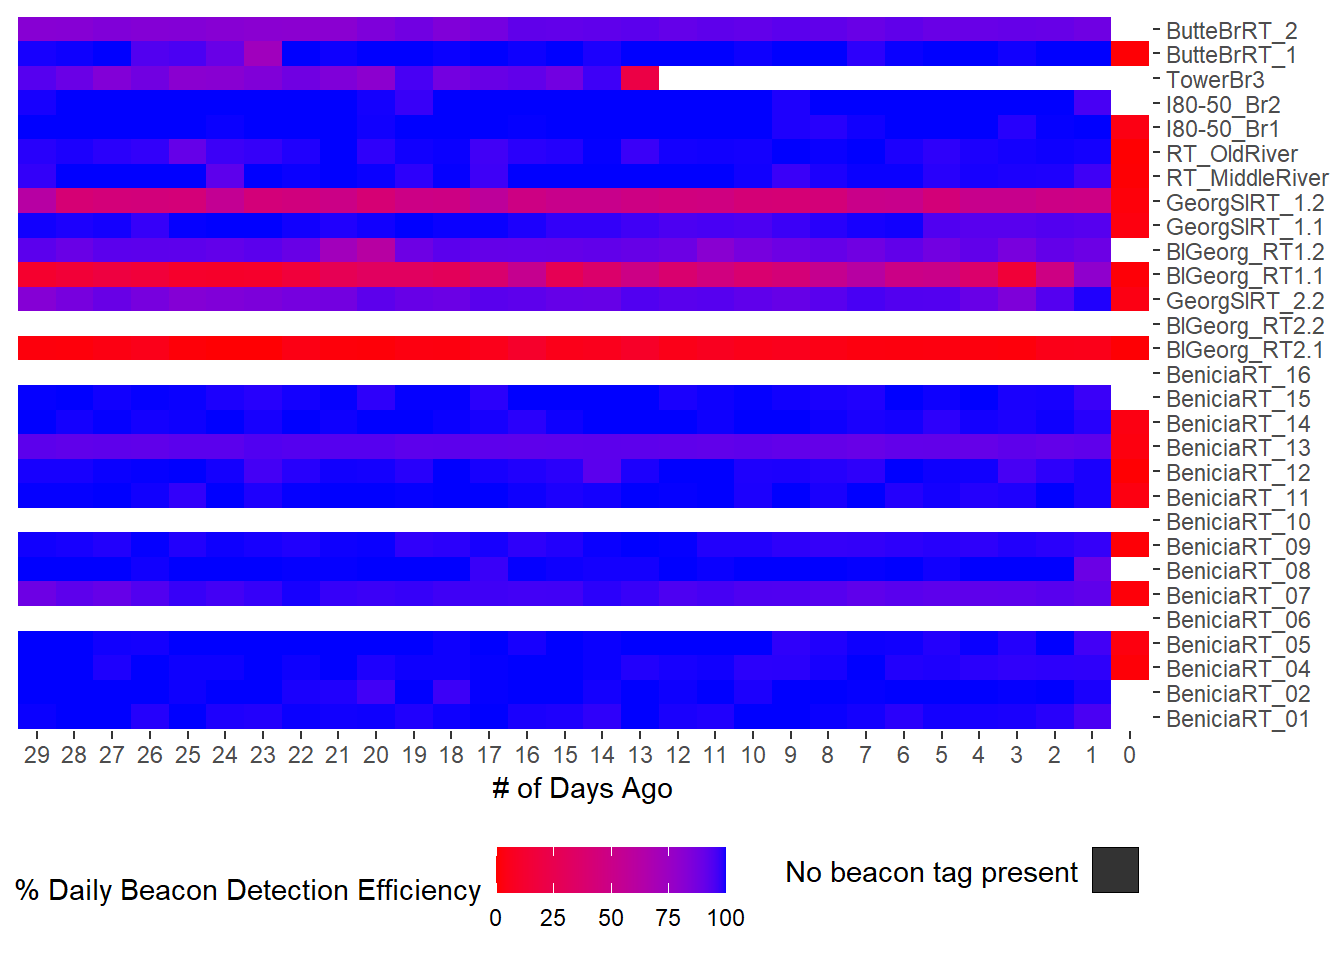 ButteBrRT_2
ButteBrRT_1
TowerBr3
I80-50_Br2
I80-50_Br1
RT_OldRiver
RT_MiddleRiver
GeorgSlRT_1.2
GeorgSlRT_1.1
BlGeorg_RT1.2
BlGeorg_RT1.1
GeorgSlRT_2.2
BlGeorg_RT2.2
BlGeorg_RT2.1
BeniciaRT_16
BeniciaRT_15
BeniciaRT_14
BeniciaRT_13
BeniciaRT_12
BeniciaRT_11
BeniciaRT_10
BeniciaRT_09
BeniciaRT_08
BeniciaRT_07
BeniciaRT_06
BeniciaRT_05
BeniciaRT_04
BeniciaRT_02
BeniciaRT_01
29 28 27 26 25 24 23 22 21 20 19 18 17 16 15 14 13 12 11 10 9 8 7 6 5 4 3 2 1 0
# of Days Ago
% Daily Beacon Detection Efficiency
0 25 50 75 100
No beacon tag present